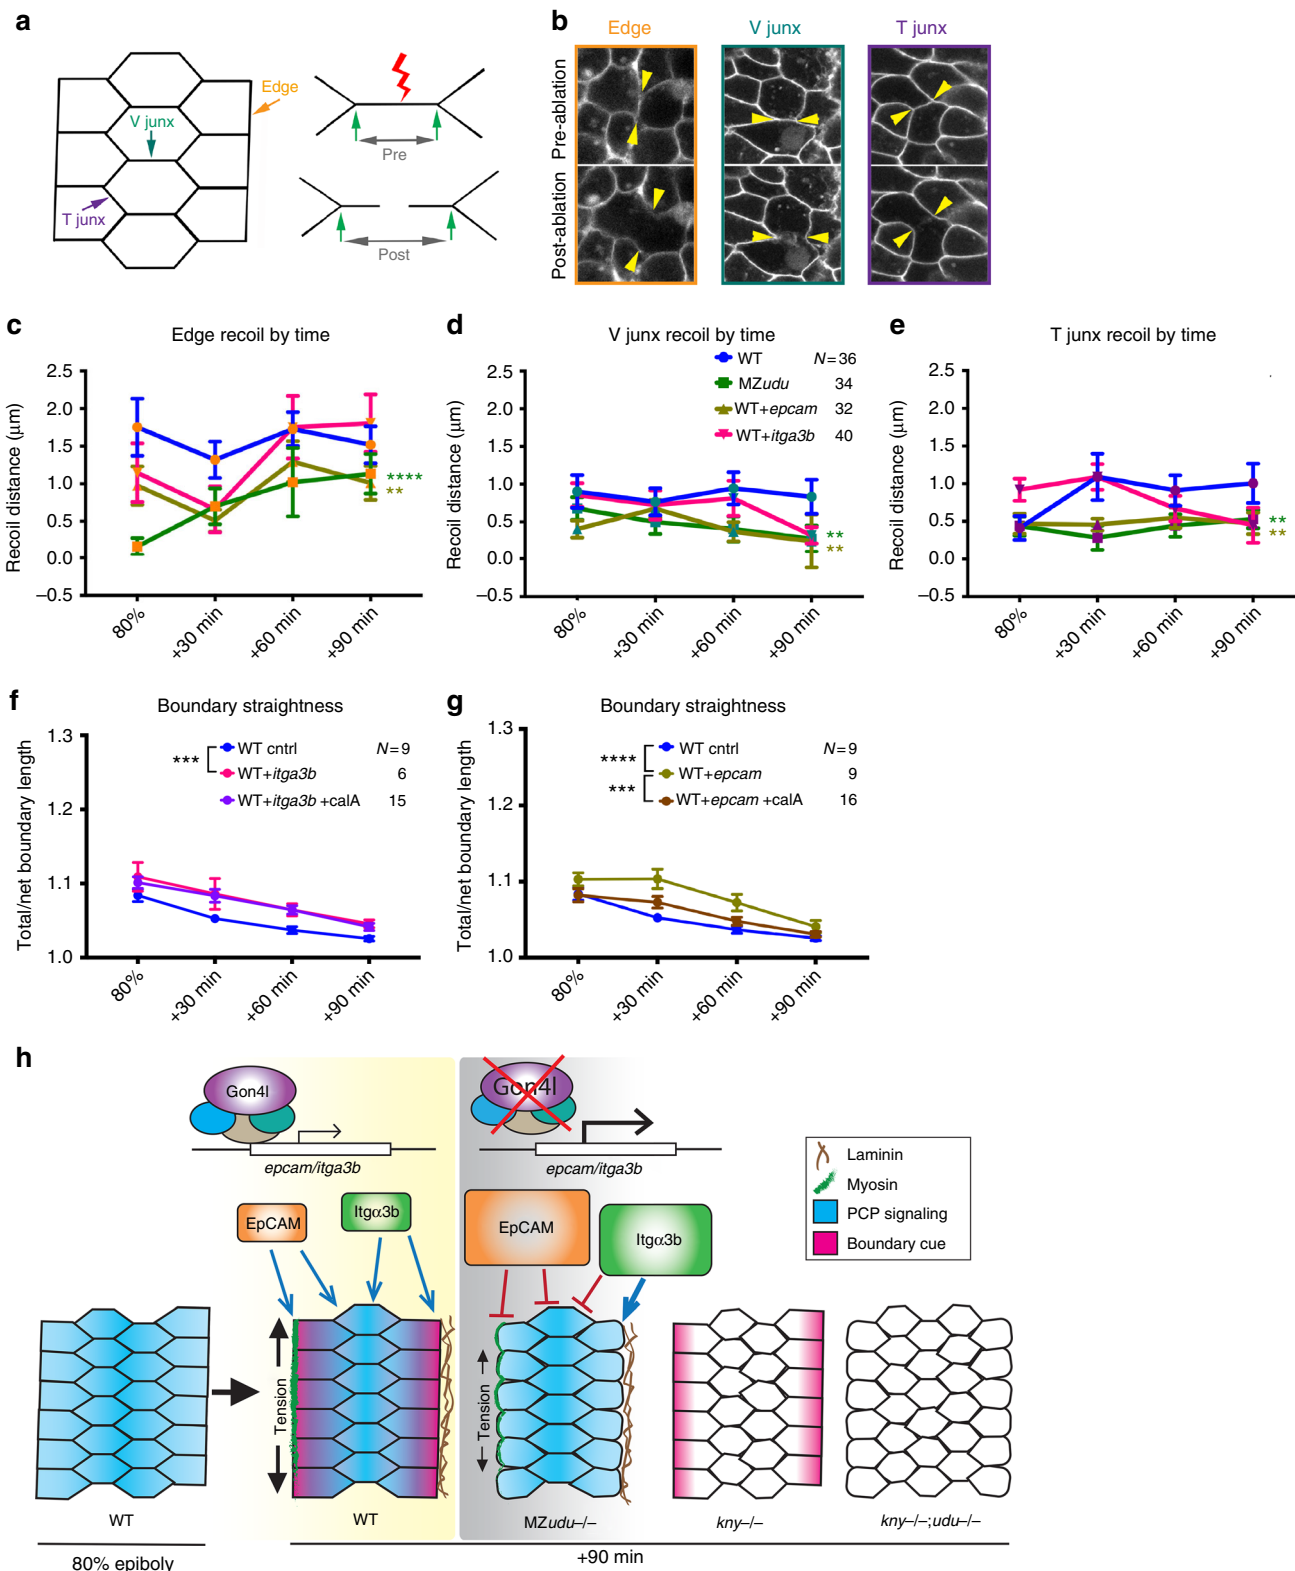 a
Edge
V junx
T junx
Pre
Post
b
Edge
V junx
T junx
Pre-ablation
Post-ablation
c
Edge recoil by time
Recoil distance (μm)
2.5
2.0
1.5
1.0
0.5
0.0
–0.5
80%
+30 min
+60 min
+90 min
****
**
d
V junx recoil by time
WT N=36
MZudu 34
WT+epcam 32
WT+itga3b 40
Recoil distance (μm)
2.5
2.0
1.5
1.0
0.5
0.0
–0.5
80%
+30 min
+60 min
+90 min
**
**
e
T junx recoil by time
Recoil distance (μm)
2.5
2.0
1.5
1.0
0.5
0.0
–0.5
80%
+30 min
+60 min
+90 min
**
**
f
Boundary straightness
WT cntrl N=9
*** WT+itga3b 6
WT+itga3b +calA 15
Total/net boundary length
1.3
1.2
1.1
1.0
80%
+30 min
+60 min
+90 min
g
Boundary straightness
WT cntrl N=9
**** WT+epcam 9
*** WT+epcam +calA 16
Total/net boundary length
1.3
1.2
1.1
1.0
80%
+30 min
+60 min
+90 min
h
Gon4l
epcam/itga3b
Gon4l
epcam/itga3b
Laminin
Myosin
PCP signaling
Boundary cue
EpCAM
Itgα3b
EpCAM
Itgα3b
Tension
Tension
WT
WT
MZudu–/–
kny–/–
kny–/–;udu–/–
80% epiboly
+90 min